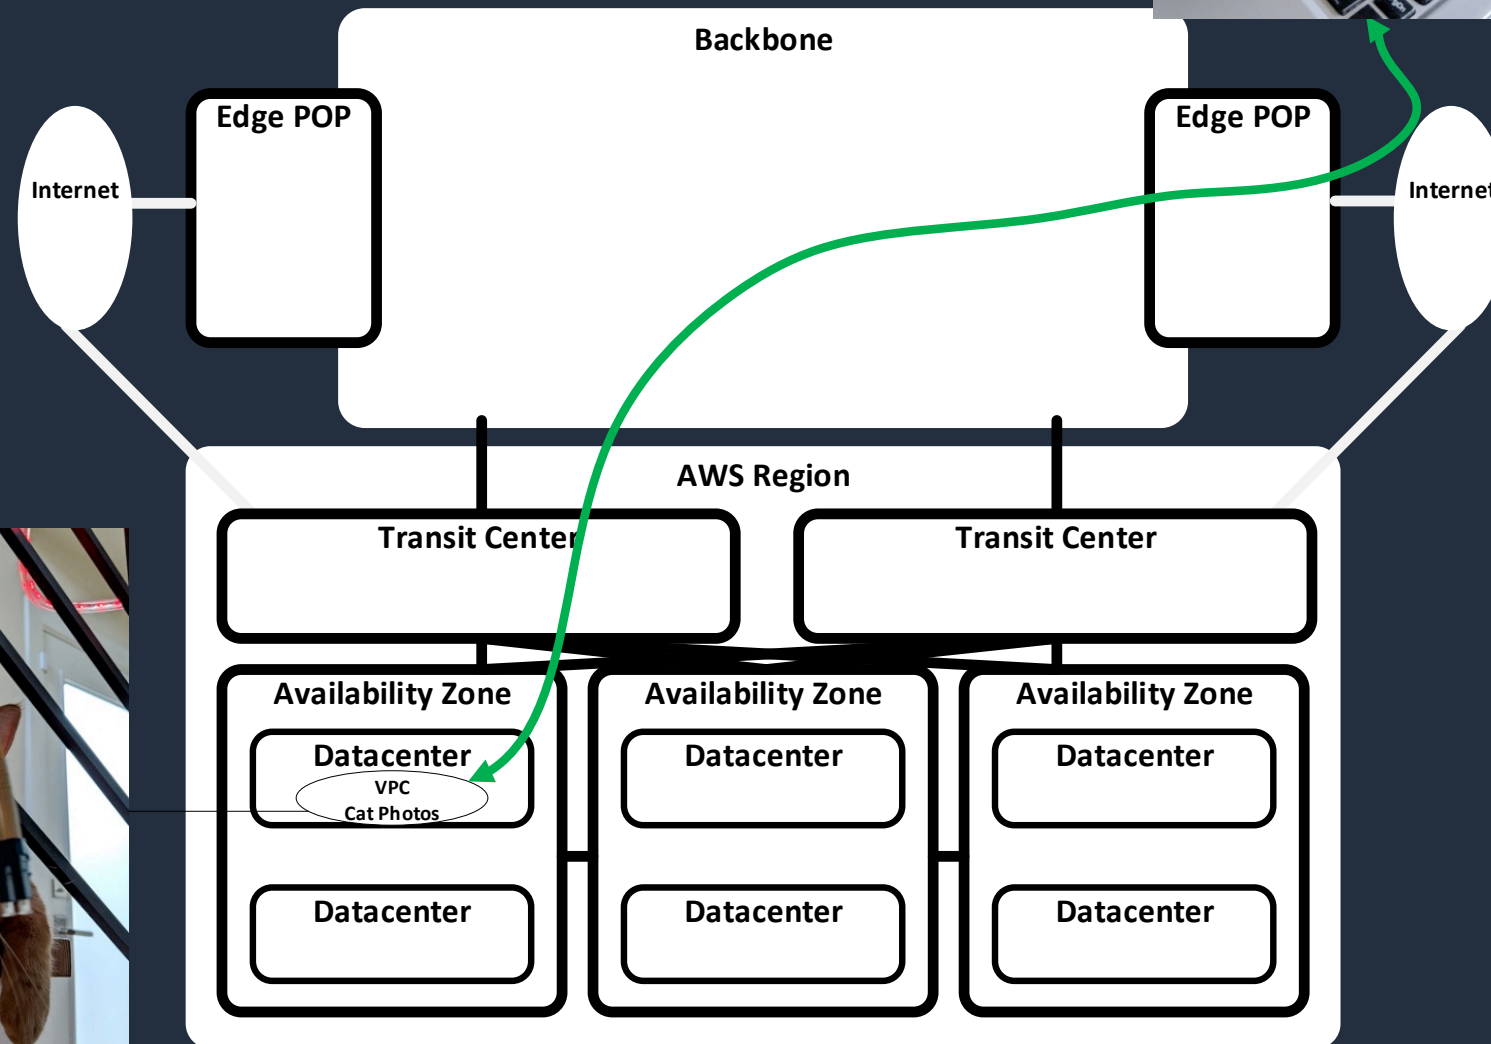 Backbone
Edge POP
Edge POP
Internet
Internet
AWS Region
Transit Center
Transit Center
Availability Zone
Availability Zone
Availability Zone
Datacenter
Datacenter
Datacenter
VPC
Cat Photos
Datacenter
Datacenter
Datacenter